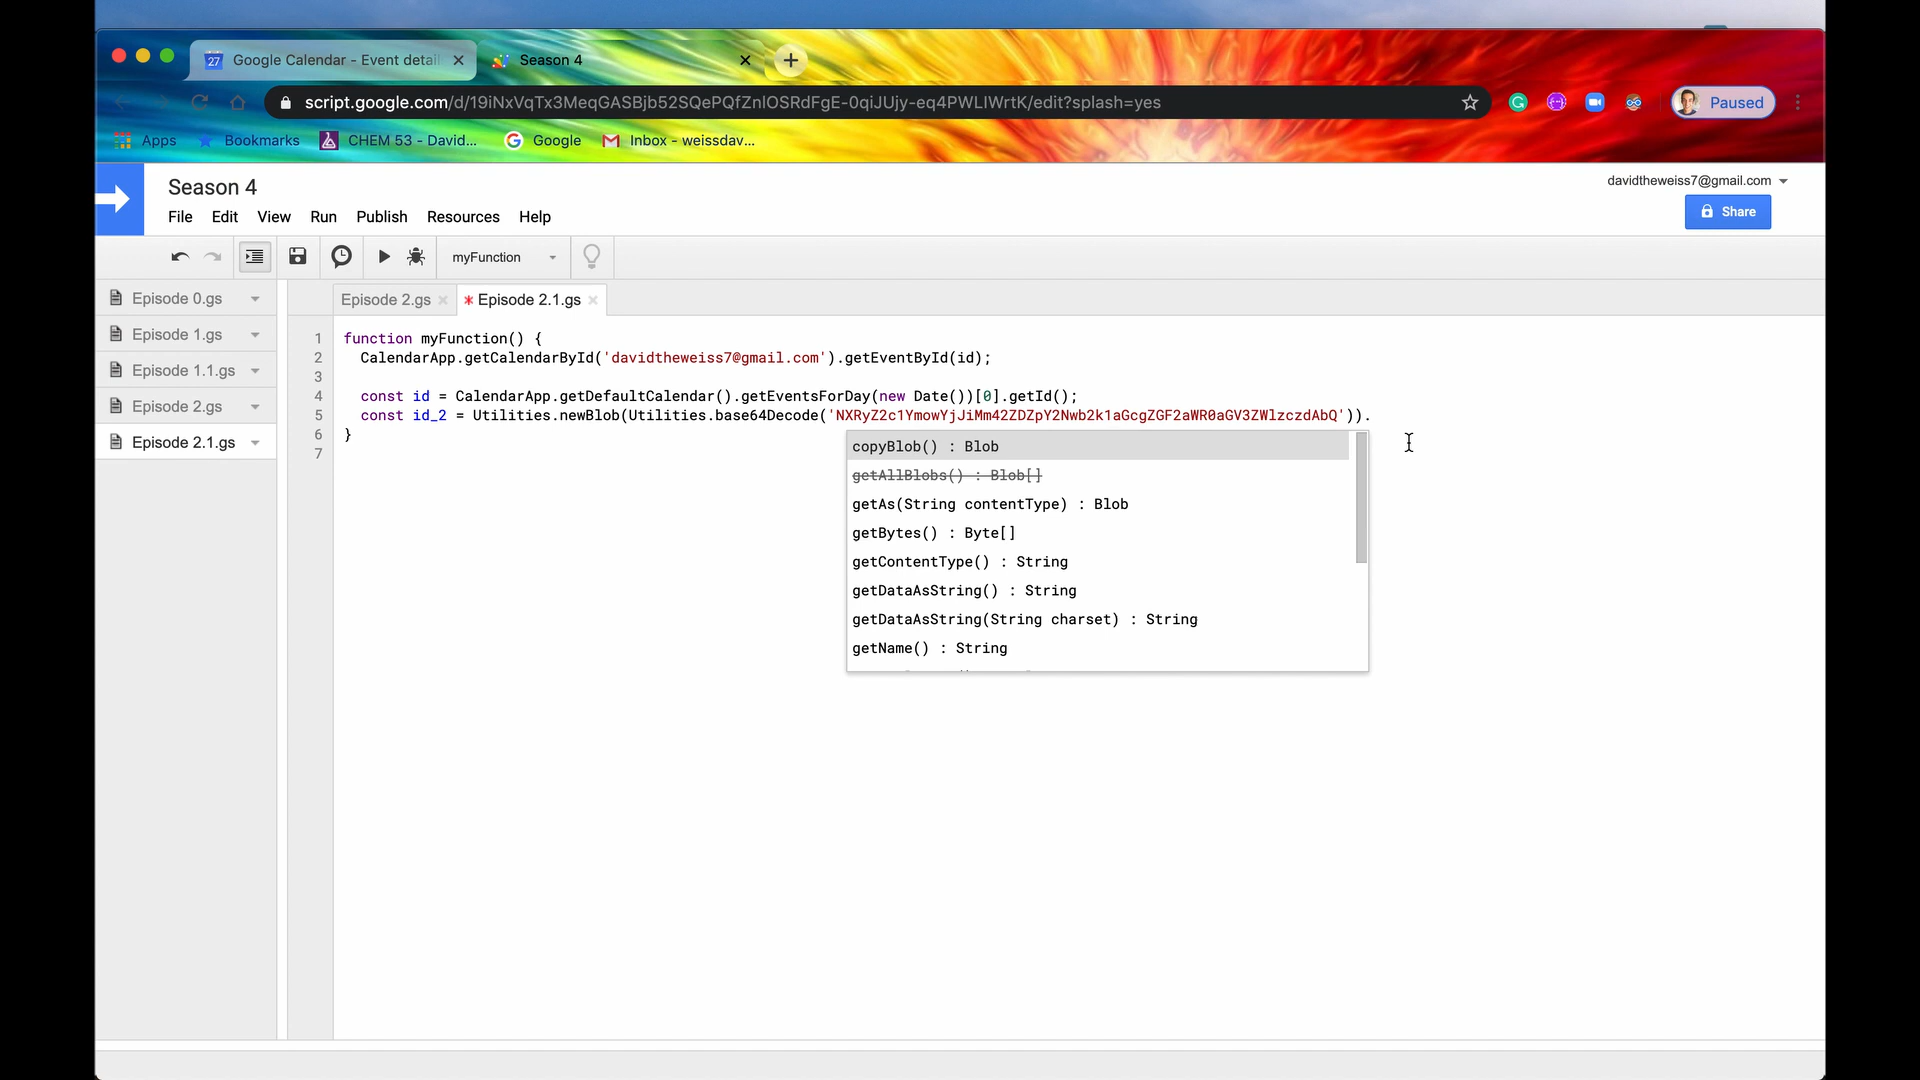 27 Google Calendar - Event detail
Season 4
script.google.com/d/19iNxVqTx3MeqGASBjb52SQePQfZnlOSRdFgE-0qiJUjy-eq4PWLIWrtK/edit?splash=yes
Paused
Apps Bookmarks CHEM 53 - David... Google Inbox - weissdav...
Season 4
davidtheweiss7@gmail.com
File Edit View Run Publish Resources Help
Share
myFunction
Episode 0.gs
Episode 1.gs
Episode 1.1.gs
Episode 2.gs
Episode 2.1.gs
Episode 2.gs * Episode 2.1.gs
1 function myFunction() {
2 CalendarApp.getCalendarById('davidtheweiss7@gmail.com').getEventById(id);
3
4 const id = CalendarApp.getDefaultCalendar().getEventsForDay(new Date())[0].getId();
5 const id_2 = Utilities.newBlob(Utilities.base64Decode('NXRyZ2c1YmowYjJiMm42ZDZpY2Nwb2k1aGcgZGF2aWR0aGV3ZWlzczdAbQ')).
6 }
7
copyBlob() : Blob
getAllBlobs() : Blob[]
getAs(String contentType) : Blob
getBytes() : Byte[]
getContentType() : String
getDataAsString() : String
getDataAsString(String charset) : String
getName() : String